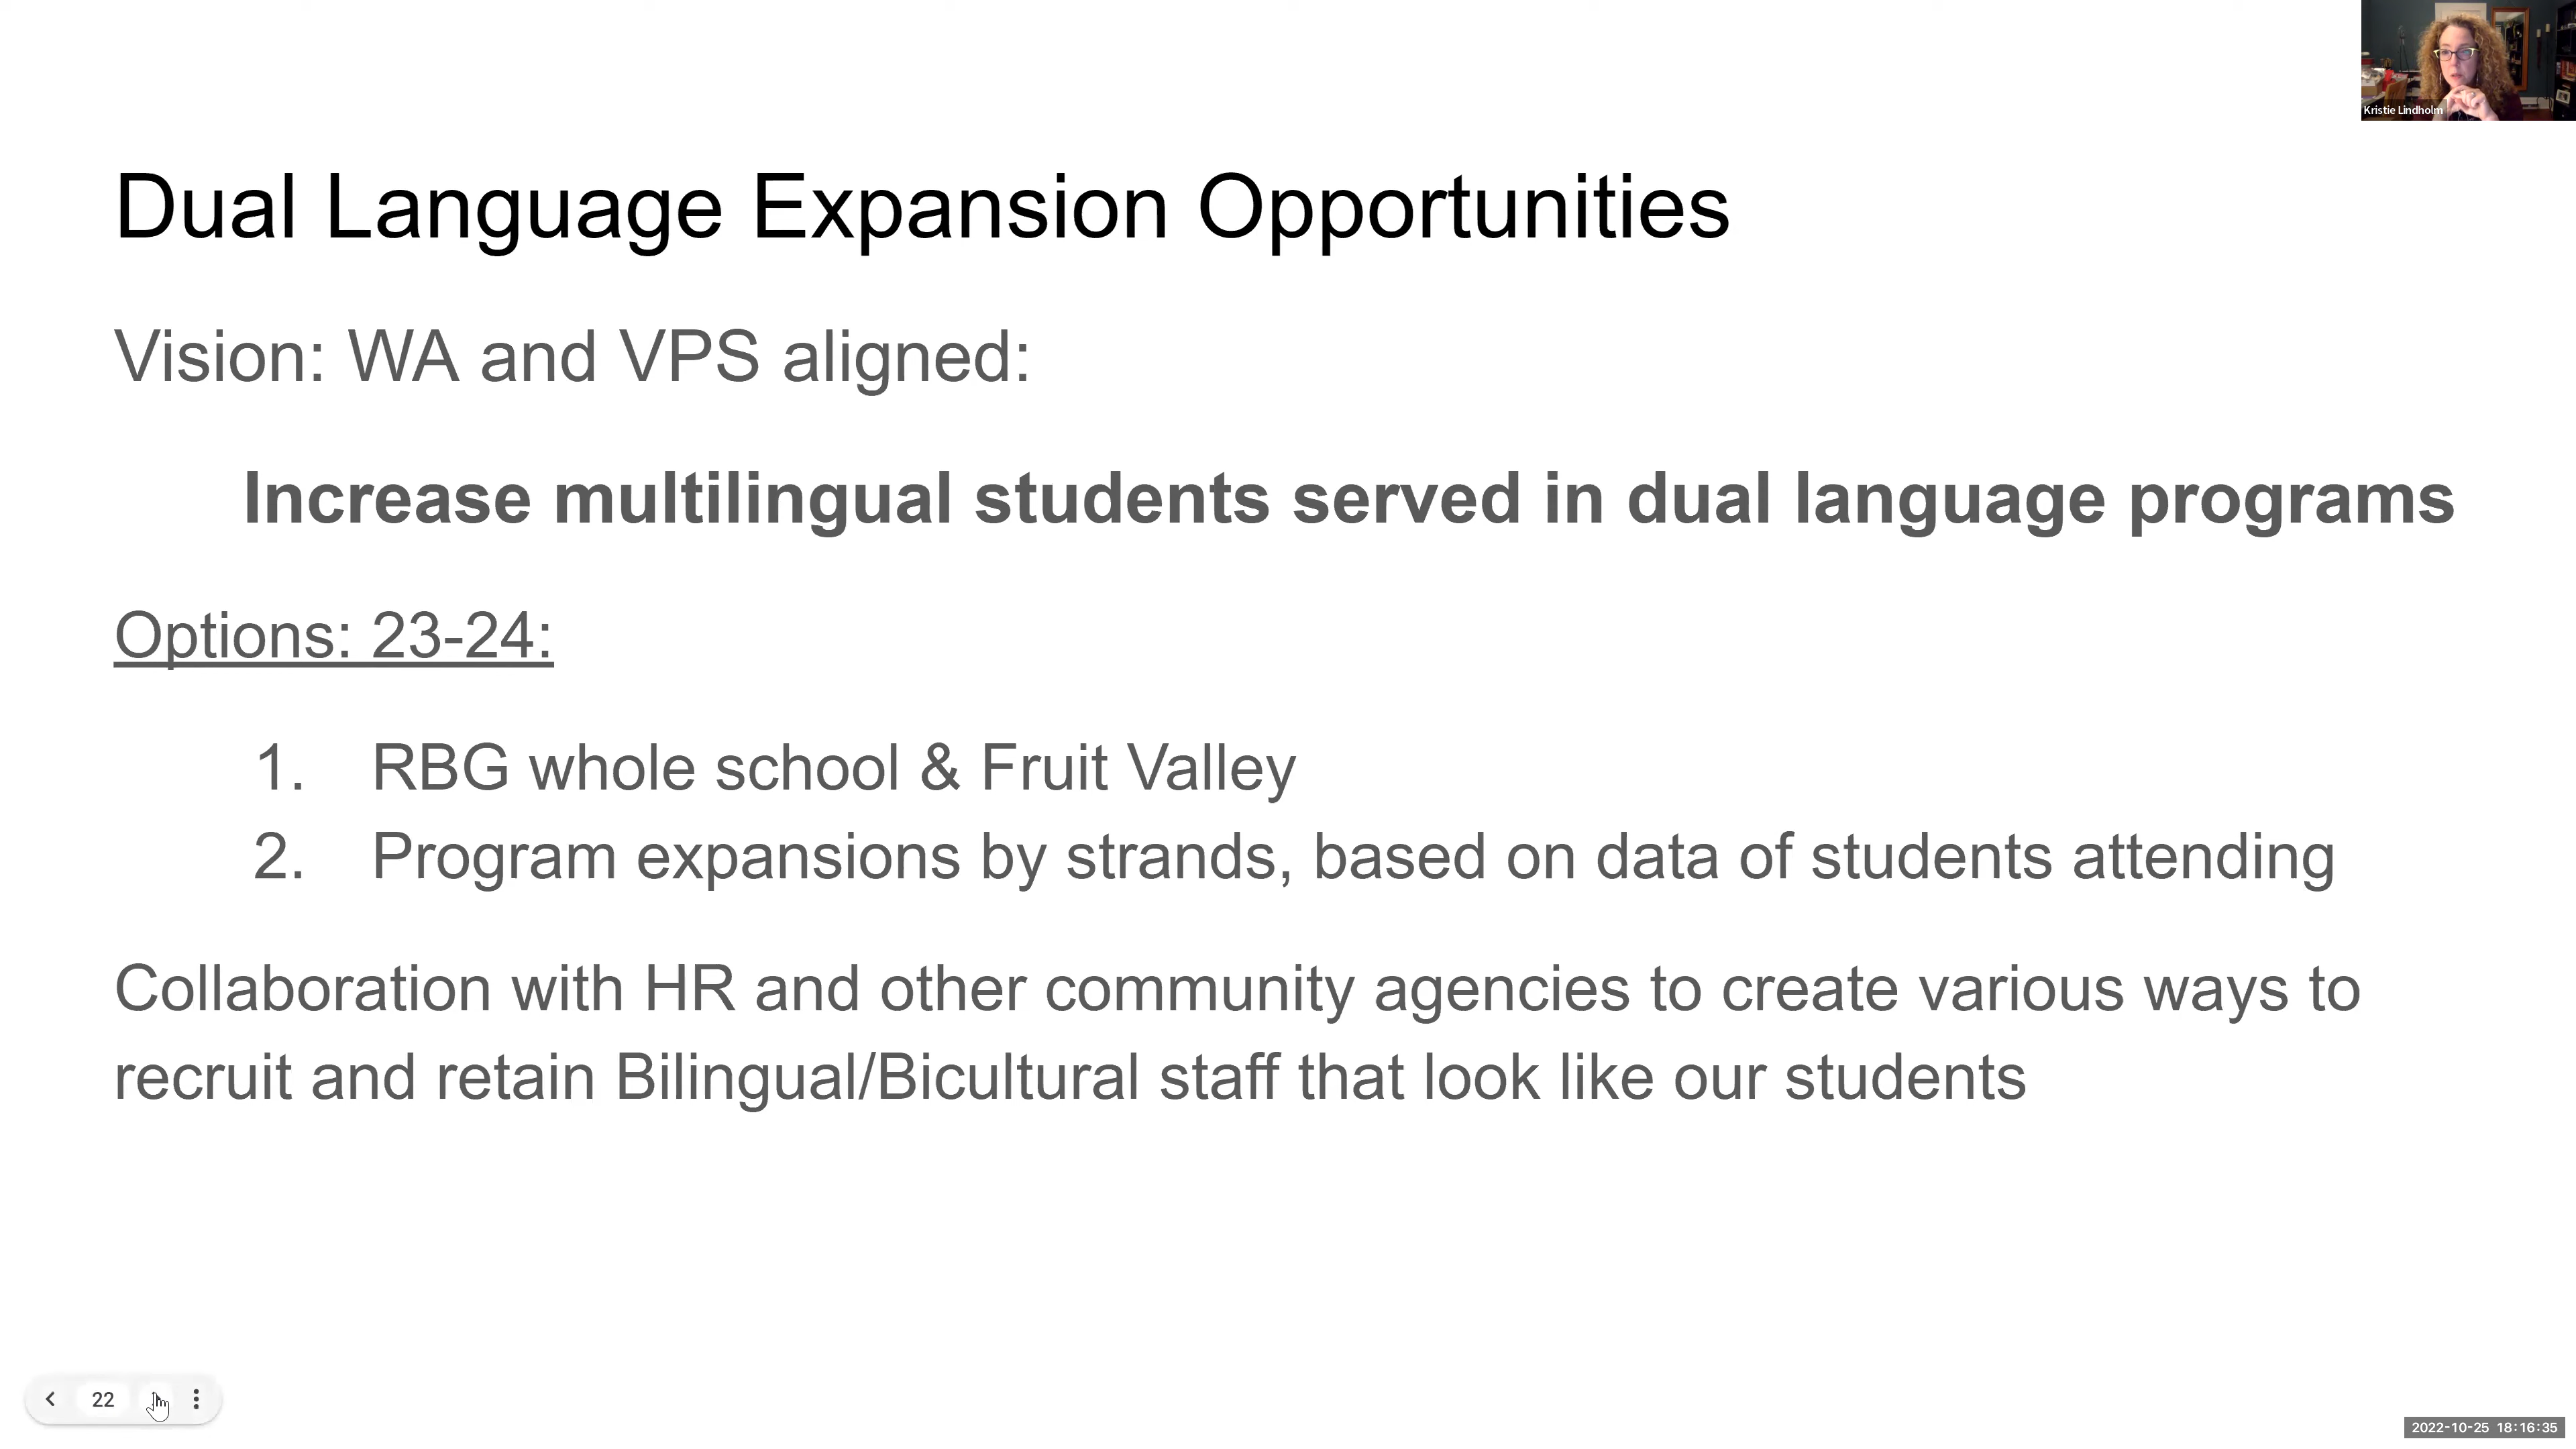 Kristie Lindholm
Dual Language Expansion Opportunities
Vision: WA and VPS aligned:
Increase multilingual students served in dual language programs
Options: 23-24:
1. RBG whole school & Fruit Valley
2. Program expansions by strands, based on data of students attending
Collaboration with HR and other community agencies to create various ways to
recruit and retain Bilingual/Bicultural staff that look like our students
22
2022-10-25 18:16:35